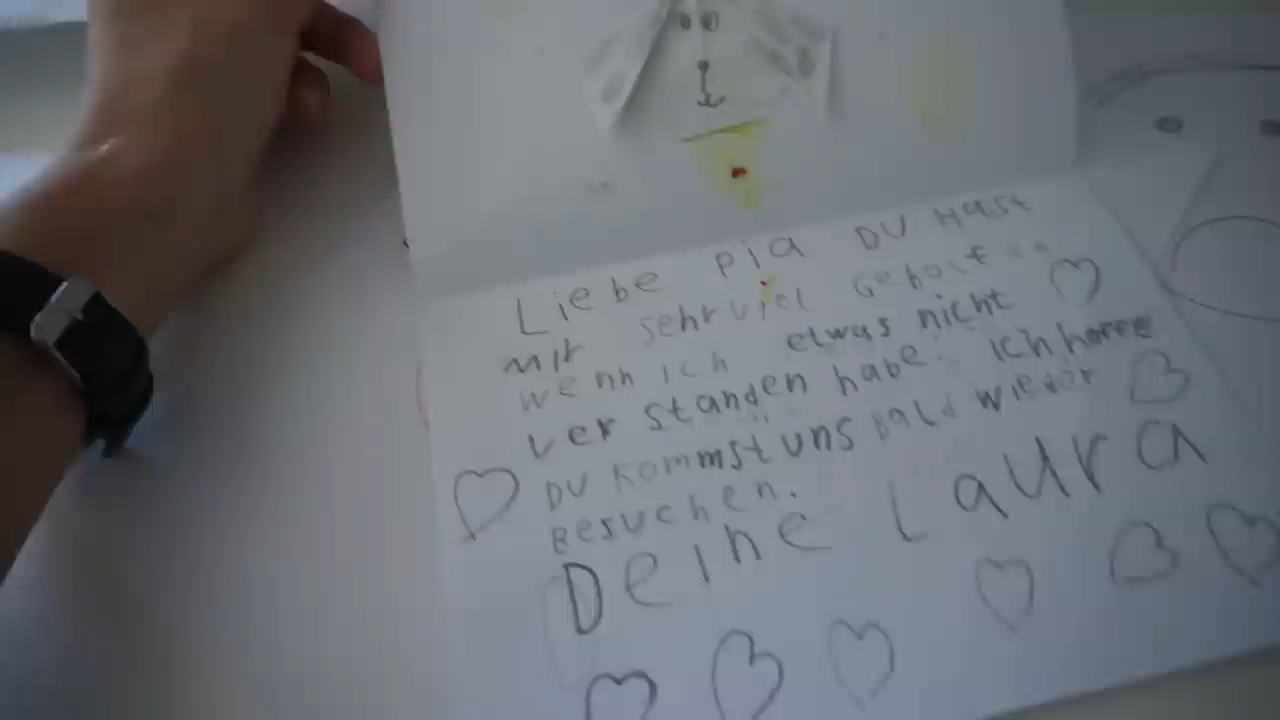 Liebe pia DU Hast
mir sehr viel Geholfen
wenn ich etwas nicht
ver standen habe. ich hoffe
DU kommst uns bald wieder
Besuchen.
Deine Laura